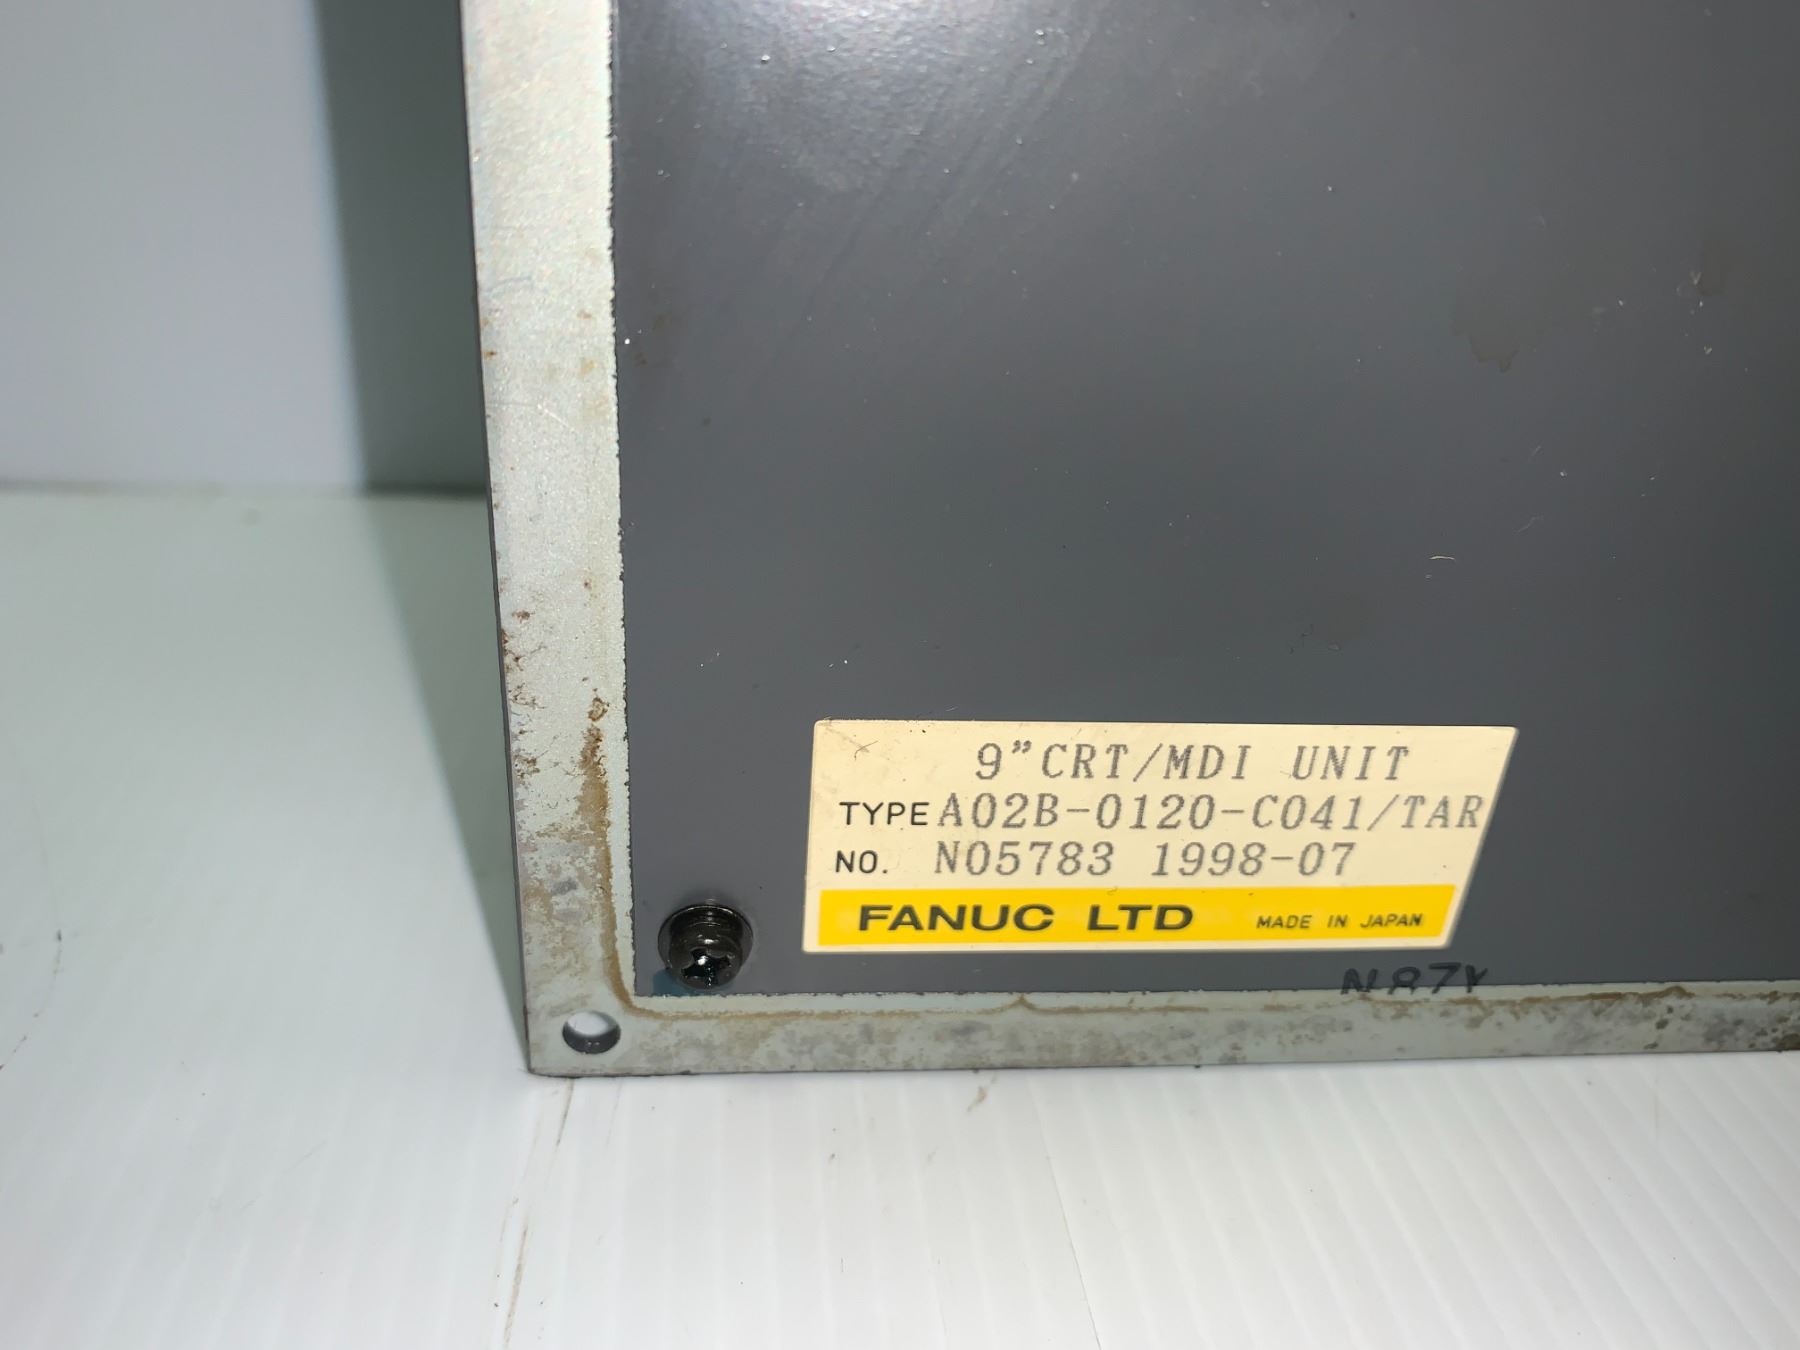 9”CRT/MDI UNIT
TYPE A02B-0120-C041/TAR
NO. N05783 1998-07
FANUC LTD MADE IN JAPAN